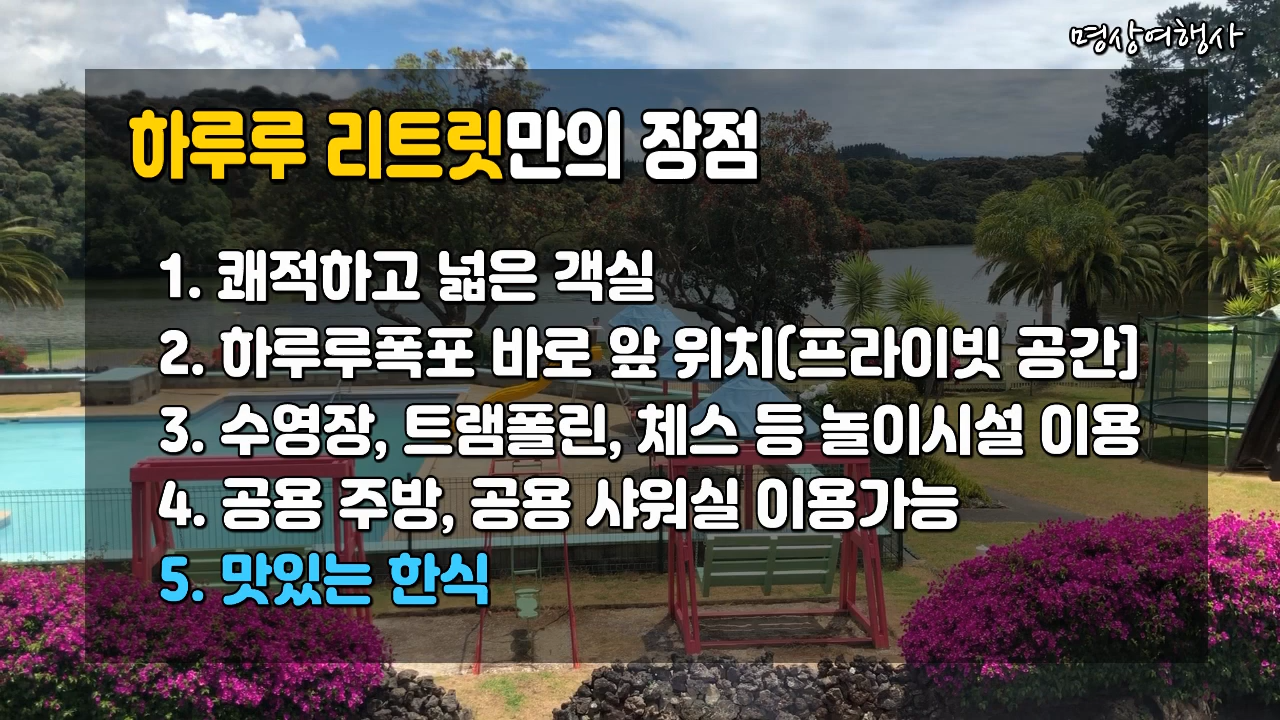 명상여행사
하루루 리트릿만의 장점
1. 쾌적하고 넓은 객실
2. 하루루폭포 바로 앞 위치(프라이빗 공간)
3. 수영장, 트램폴린, 체스 등 놀이시설 이용
4. 공용 주방, 공용 샤워실 이용가능
5. 맛있는 한식